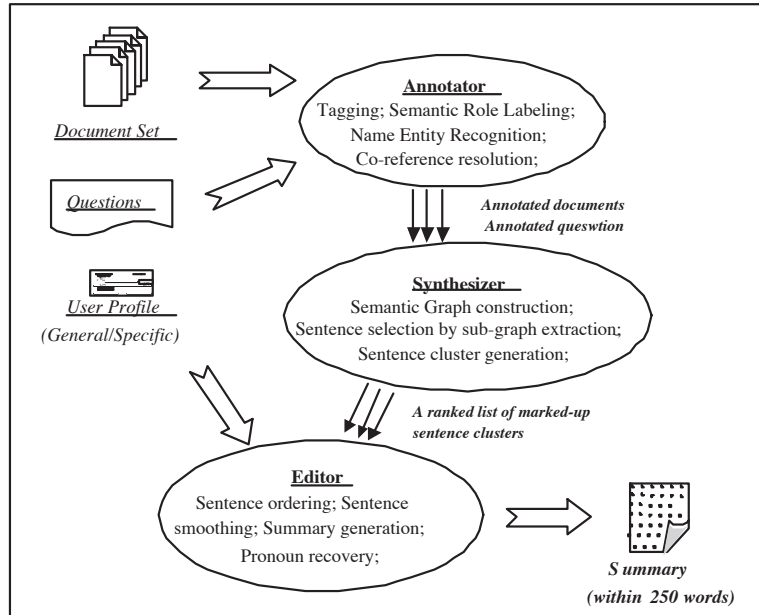 Document Set
Questions
User Profile
(General/Specific)
Annotator
Tagging; Semantic Role Labeling;
Name Entity Recognition;
Co-reference resolution;
Annotated documents
Annotated queswtion
Synthesizer
Semantic Graph construction;
Sentence selection by sub-graph extraction;
Sentence cluster generation;
A ranked list of marked-up
sentence clusters
Editor
Sentence ordering; Sentence
smoothing; Summary generation;
Pronoun recovery;
S ummary
(within 250 words)